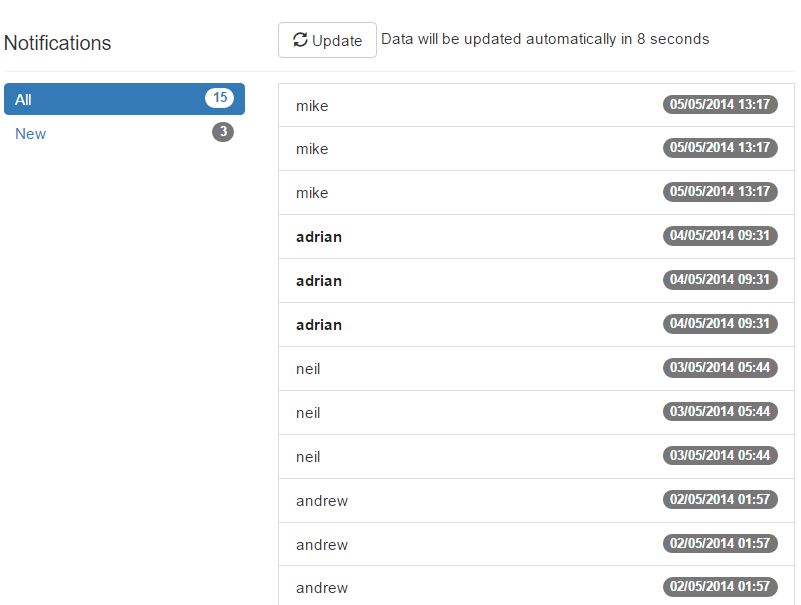 Notifications
Update Data will be updated automatically in 8 seconds
All 15
New 3
mike 05/05/2014 13:17
mike 05/05/2014 13:17
mike 05/05/2014 13:17
adrian 04/05/2014 09:31
adrian 04/05/2014 09:31
adrian 04/05/2014 09:31
neil 03/05/2014 05:44
neil 03/05/2014 05:44
neil 03/05/2014 05:44
andrew 02/05/2014 01:57
andrew 02/05/2014 01:57
andrew 02/05/2014 01:57